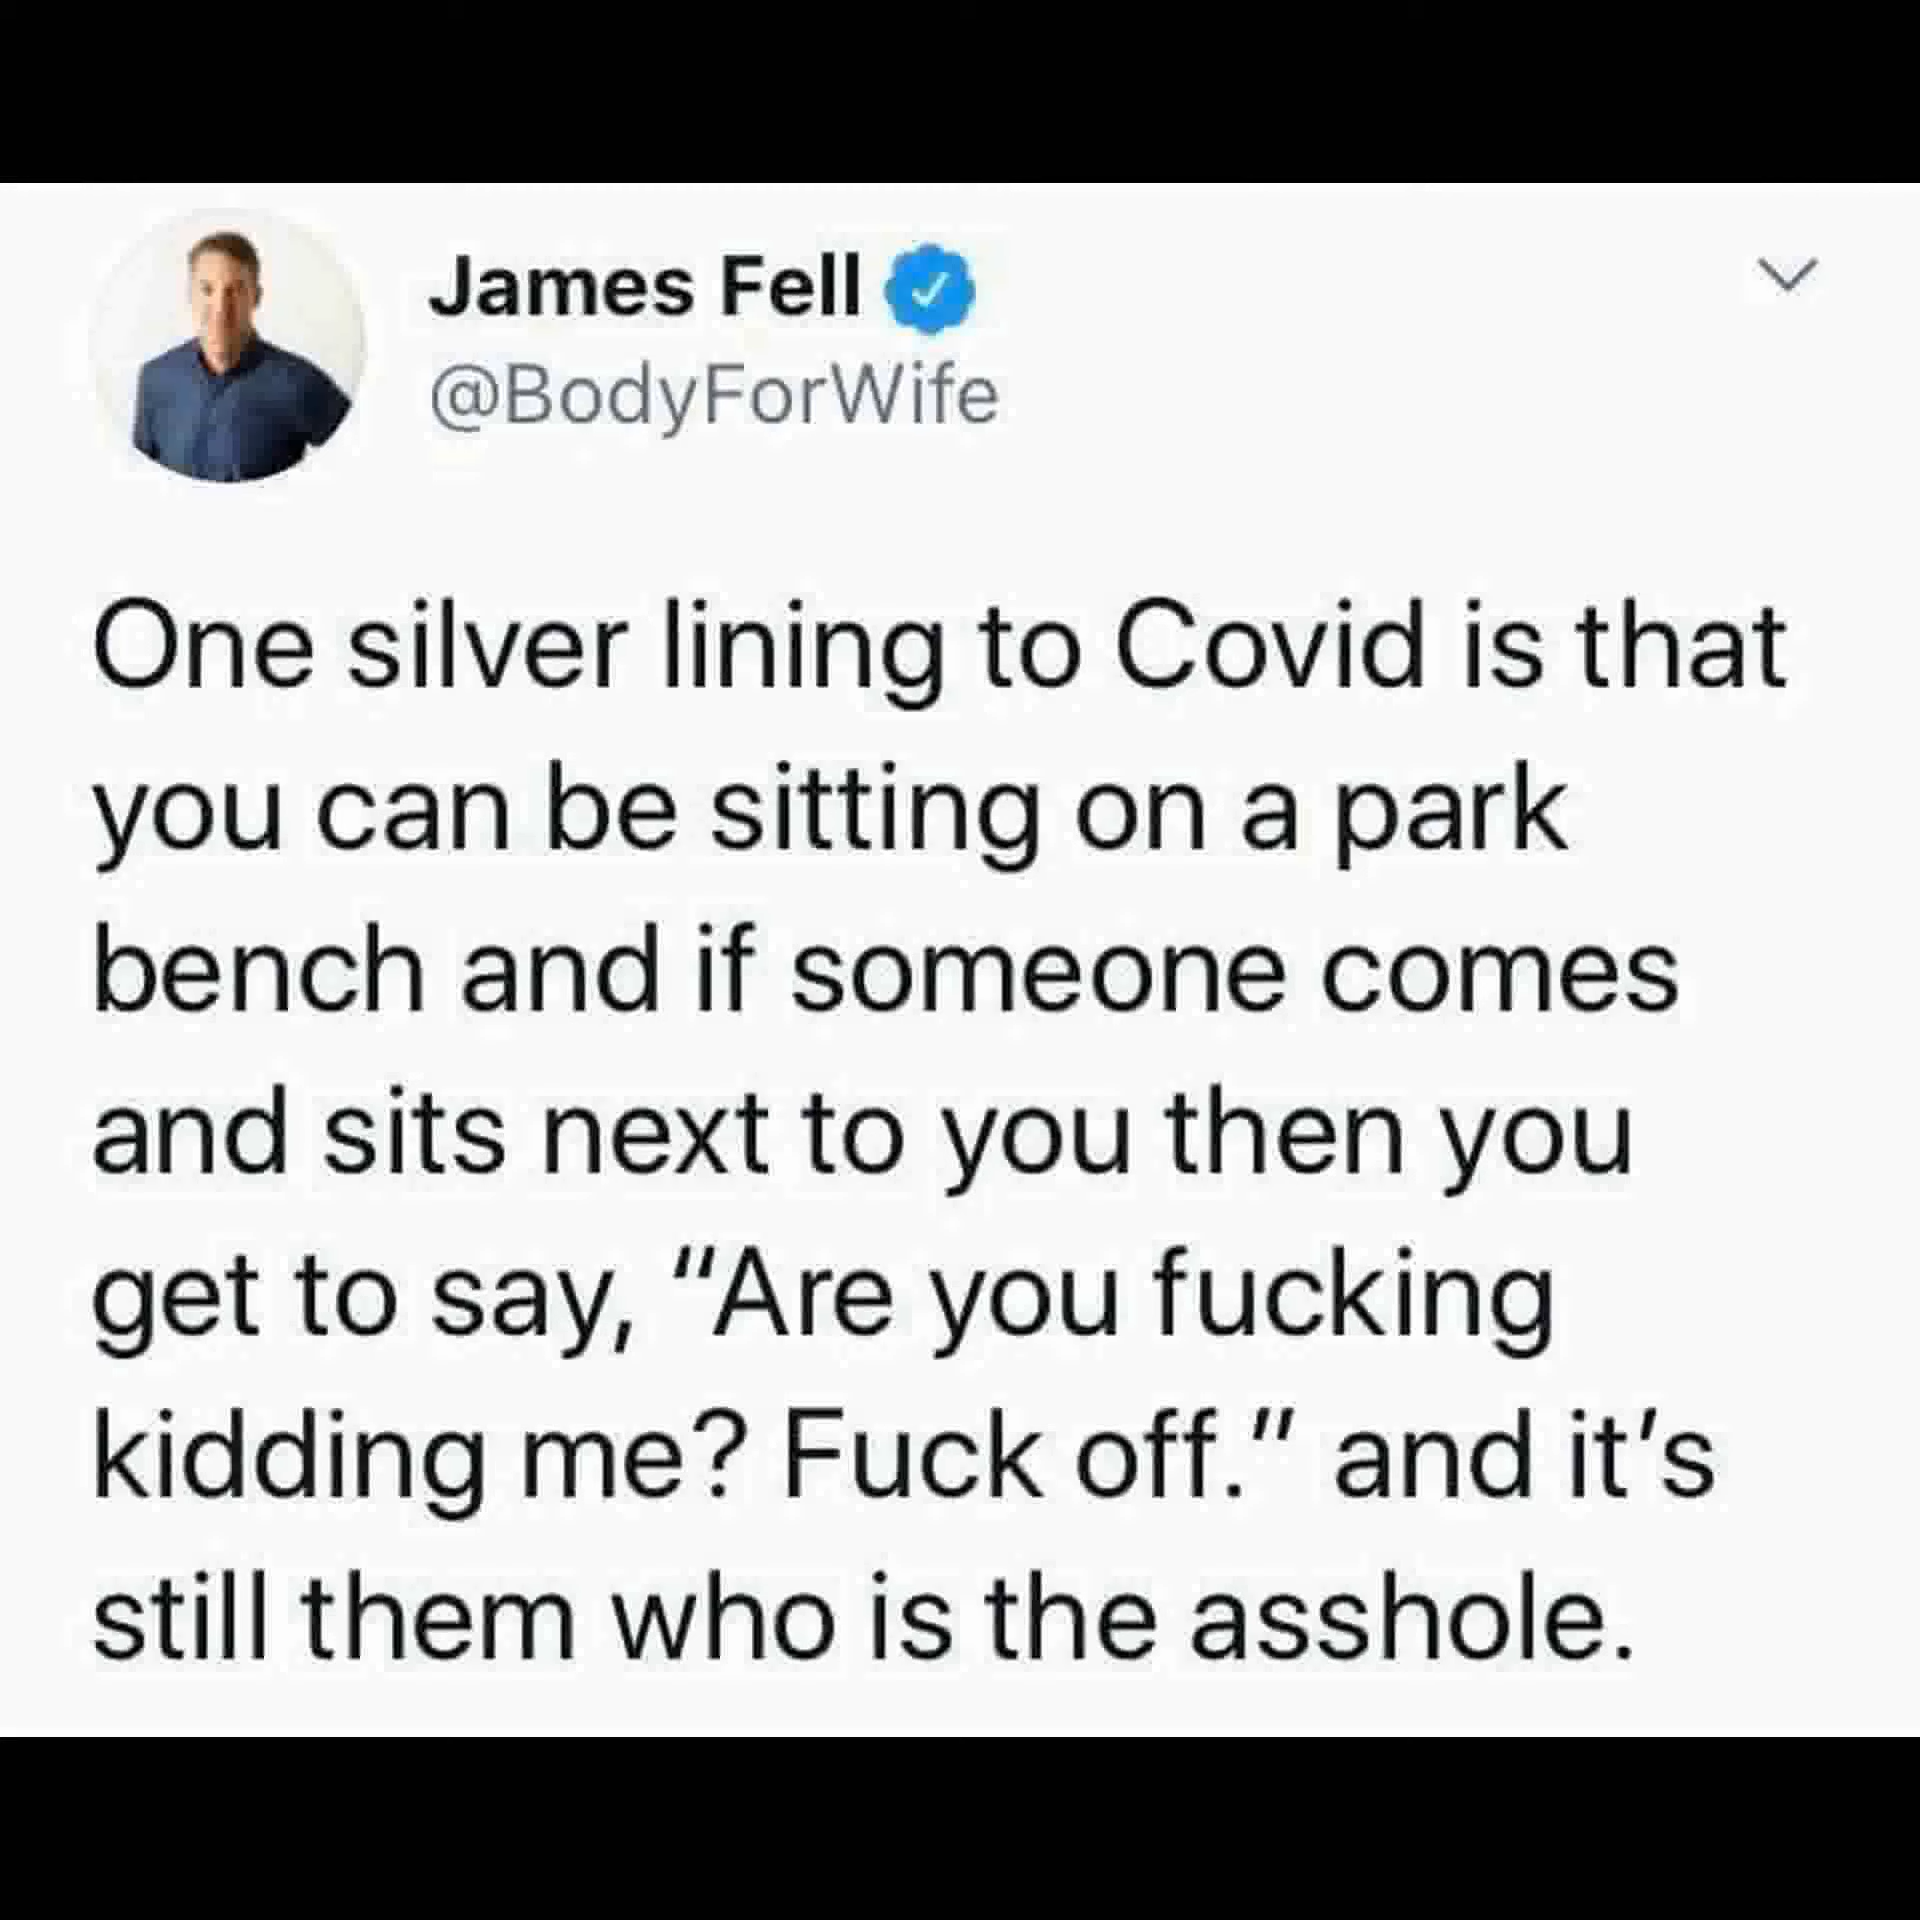 James Fell
@BodyForWife
One silver lining to Covid is that
you can be sitting on a park
bench and if someone comes
and sits next to you then you
get to say, "Are you fucking
kidding me? Fuck off." and it's
still them who is the asshole.